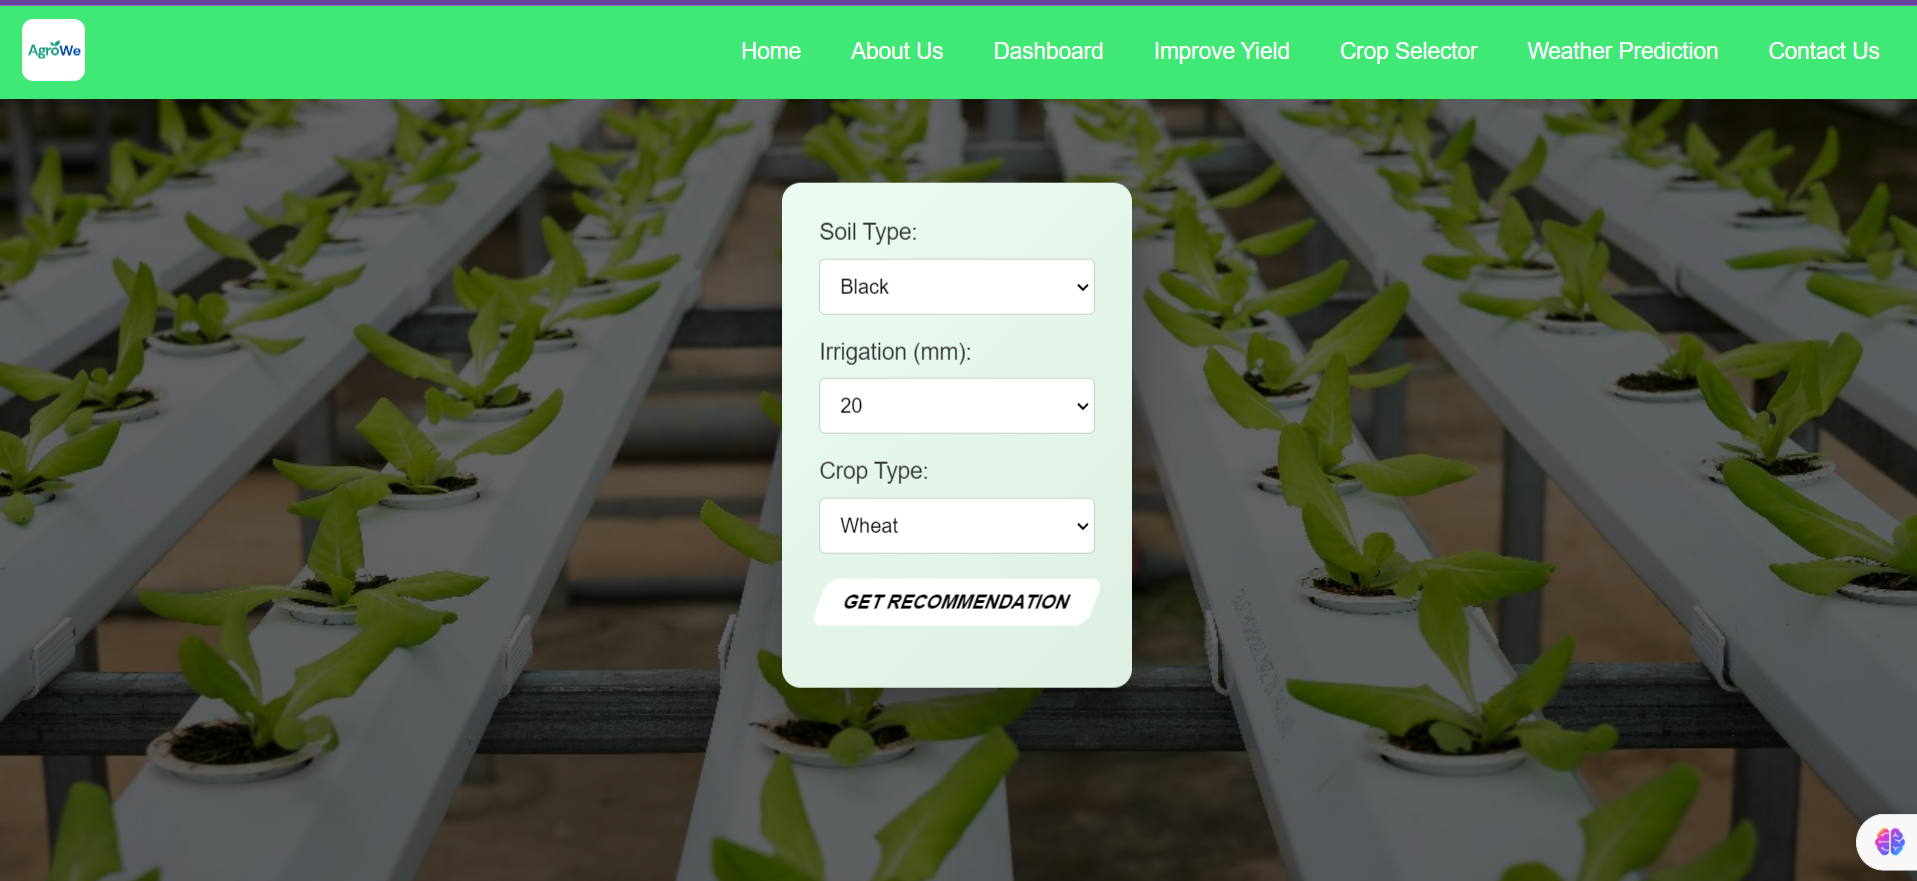 AgroWe
Home About Us Dashboard Improve Yield Crop Selector Weather Prediction Contact Us
Soil Type:
Black
Irrigation (mm):
20
Crop Type:
Wheat
GET RECOMMENDATION